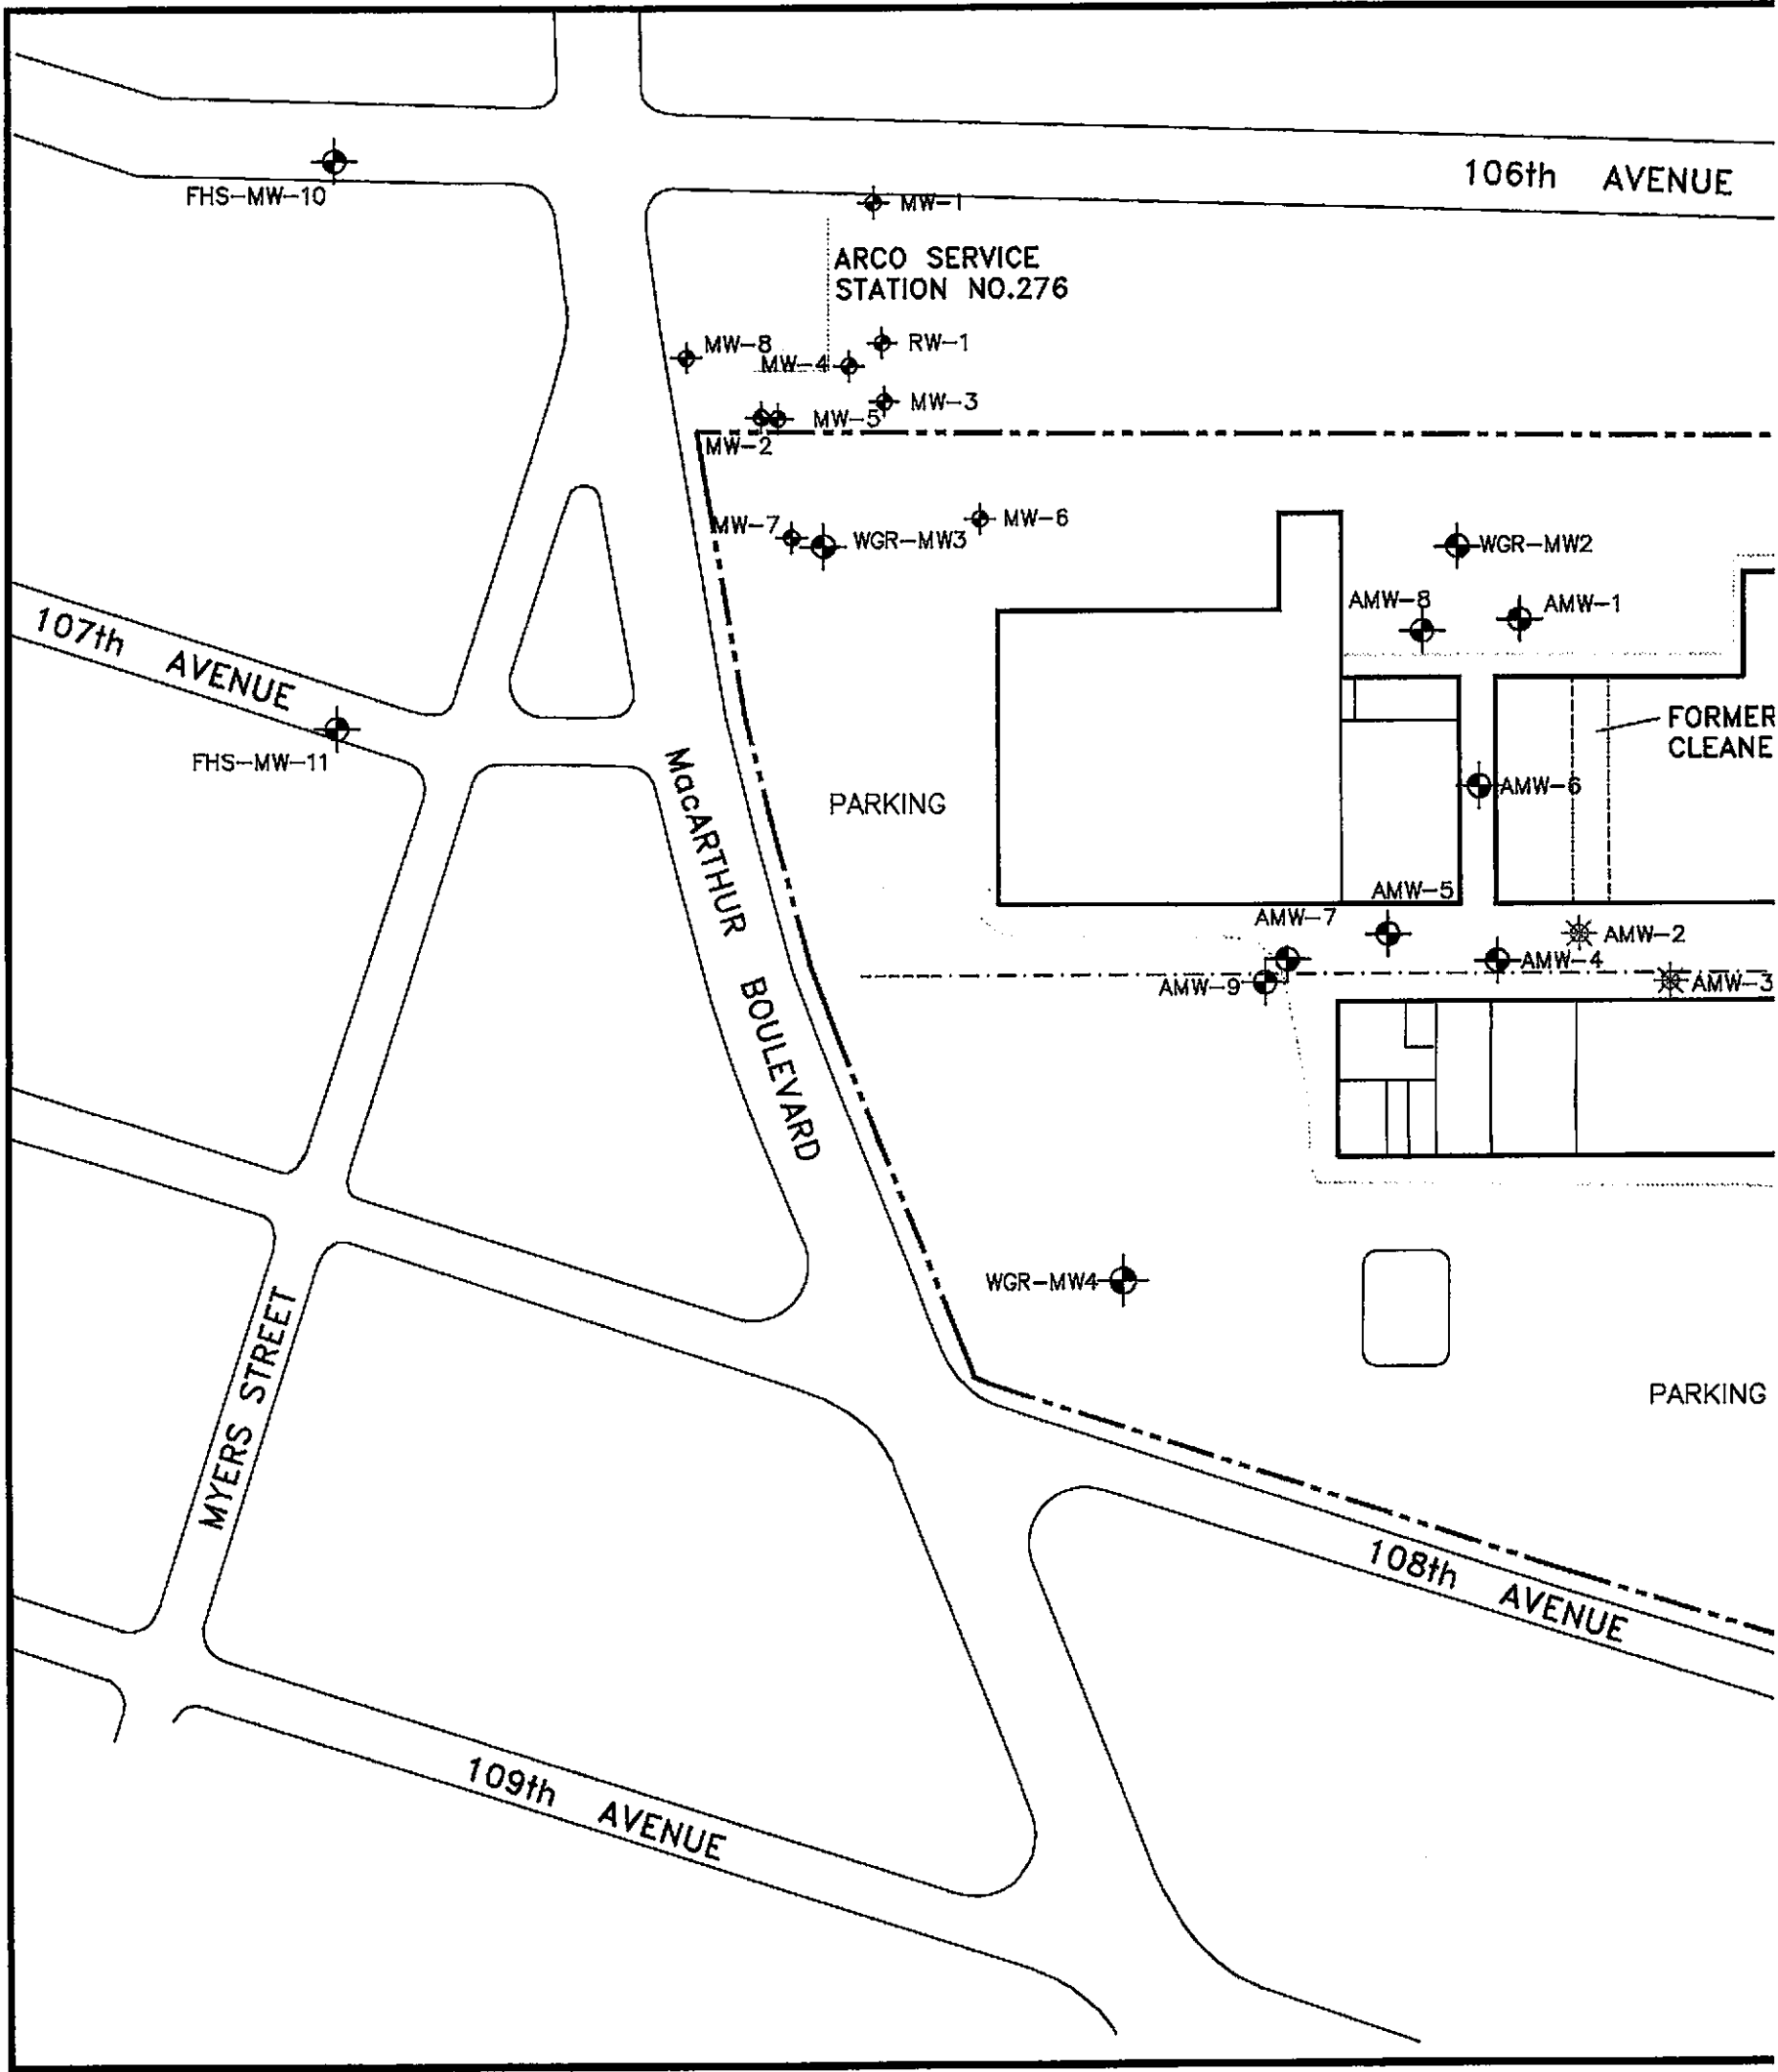 106th AVENUE
FHS-MW-10
MW-1
ARCO SERVICE
STATION NO.276
MW-8
RW-1
MW-4
MW-3
MW-5
MW-2
MW-6
MW-7
WGR-MW3
WGR-MW2
AMW-8
AMW-1
107th AVENUE
FORMER
CLEANE
FHS-MW-11
AMW-6
PARKING
MacARTHUR BOULEVARD
AMW-5
AMW-7
AMW-2
AMW-4
AMW-9
AMW-3
WGR-MW4
MYERS STREET
PARKING
108th AVENUE
109th AVENUE